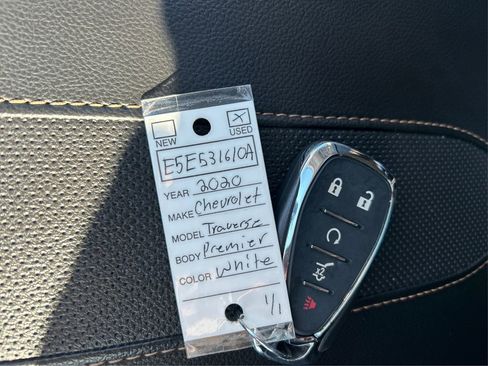 NEW USED
E5E531610A
YEAR 2020
MAKE Chevrolet
MODEL Traverse
BODY Premier
COLOR White
1/1